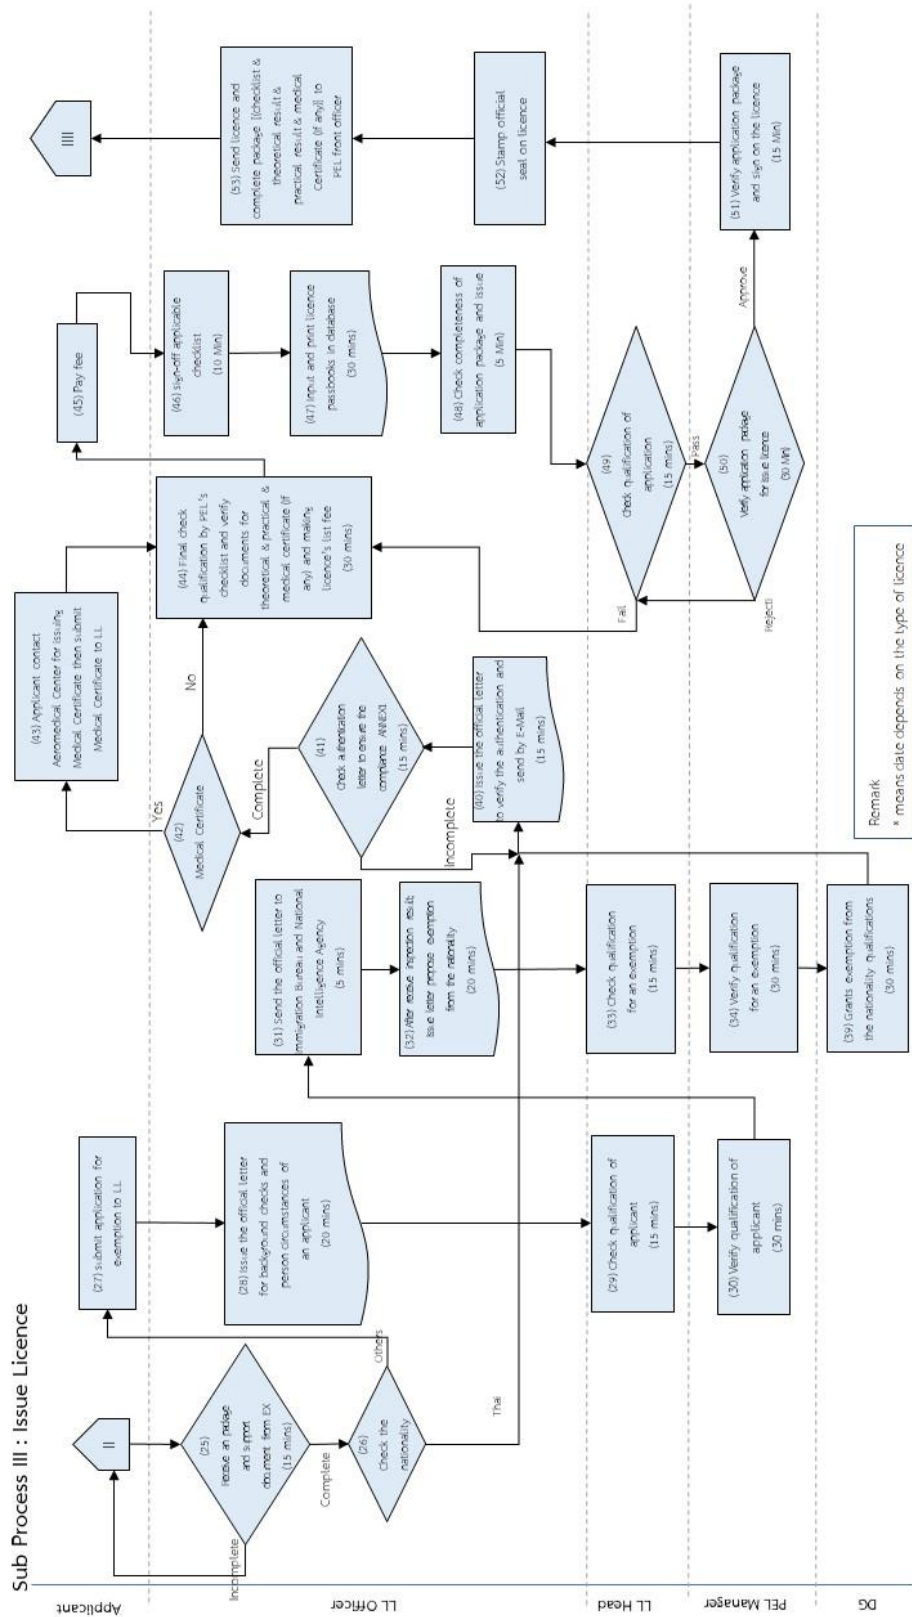 Sub Process III : Issue Licence
Applicant
LL Officer
LL Head
PEL Manager
DG
II
(25)
Receive an package
and support
document from EX
(15 mins)
Incomplete
Complete
(26)
Check the
nationality
Others
Thai
(27) submit application for
exemption to LL
(28) Issue the official letter
for background checks and
person circumstances of
an applicant
(20 mins)
(29) Check qualification of
applicant
(15 mins)
(30) Verify qualification of
applicant
(30 mins)
(31) Send the official letter to
Immigration Bureau and National
Intelligence Agency
(5 mins)
(32) After receive inspection result;
issue letter propose exemption
from the nationality
(20 mins)
(33) Check qualification
for an exemption
(15 mins)
(34) Verify qualification
for an exemption
(30 mins)
(39) Grants exemption from
the nationality qualifications
(30 mins)
(40) Issue the official letter
to verify the authentication and
send by E-Mail
(15 mins)
(41)
Check authentication
letter to ensure the
compliance ANNEX1
(15 mins)
Incomplete
Complete
(42)
Medical Certificate
Yes
No
(43) Applicant contact
Aeromedical Center for issuing
Medical Certificate then submit
Medical Certificate to LL
(44) Final check
qualification by PEL's
checklist and verify
documents for
theoretical & practical &
medical certificate (if
any) and making
licence's list fee
(30 mins)
(45) Pay fee
(46) sign-off applicable
checklist
(10 Min)
(47) Input and print licence
passbooks in database
(30 mins)
(48) Check completeness of
application package and issue
(5 Min)
(49)
Check qualification of
application
(15 mins)
Fail
Pass
(50)
Verify application package
for issue licence
(30 Min)
Rejecti
Approve
(51) Verify application package
and sign on the licence
(15 Min)
(52) Stamp official
seal on licence
(53) Send licence and
complete package [(checklist &
theoretical result &
practical result & medical
Certificate (if any)] to
PEL front officer
III
Remark
* means date depends on the type of licence